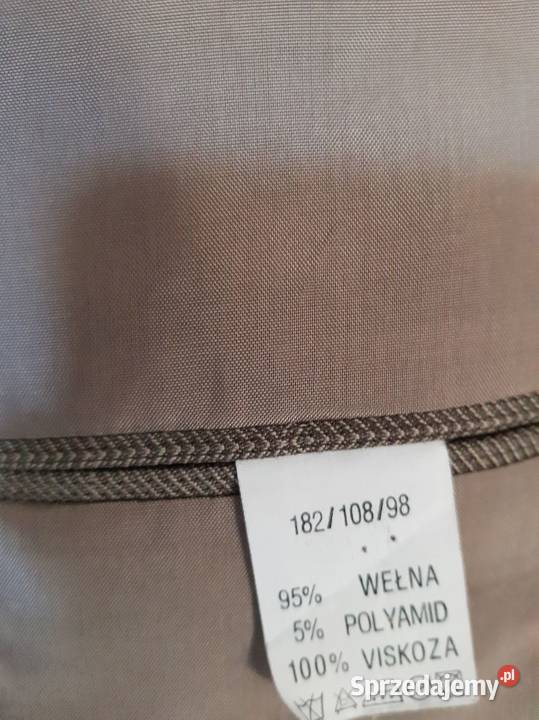 182/108/98
95% WEŁNA
5% POLYAMID
100% VISKOZA
Sprzedajemy.pl